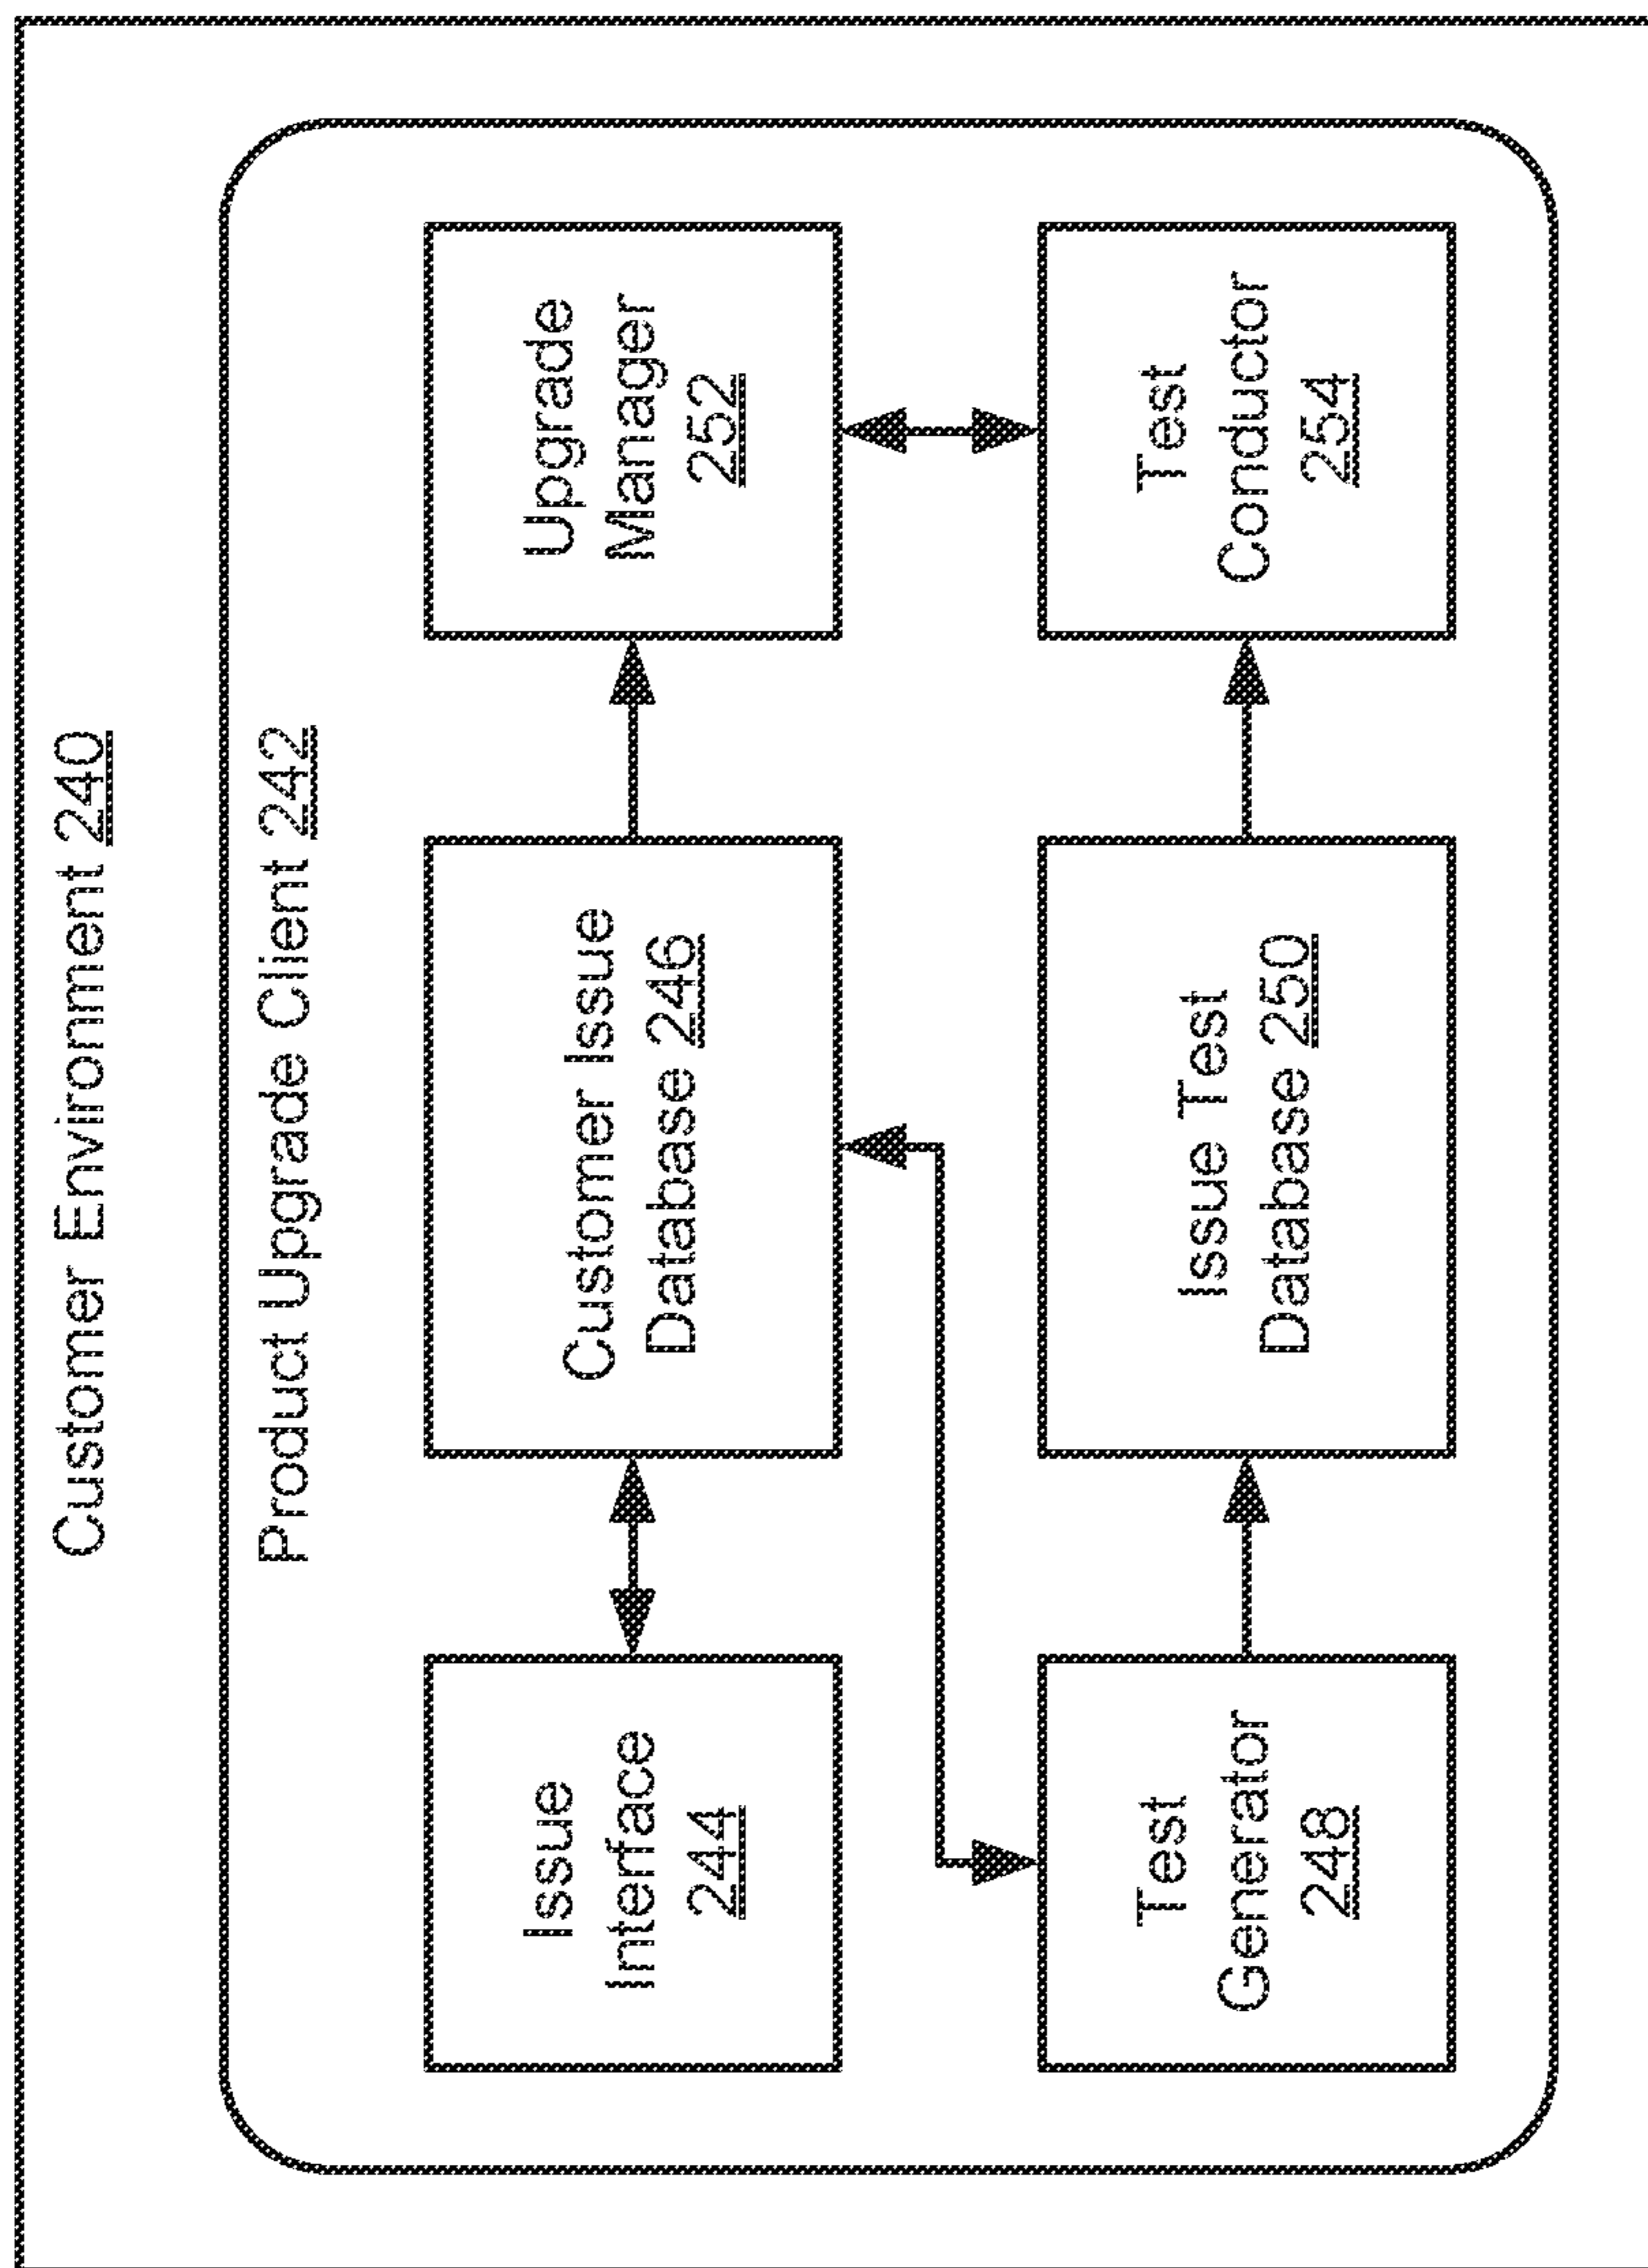 Customer Environment 240
Product Upgrade Client 242
Issue
Interface
244
Customer Issue
Database 246
Upgrade
Manager
252
Test
Generator
248
Issue Test
Database 250
Test
Conductor
254